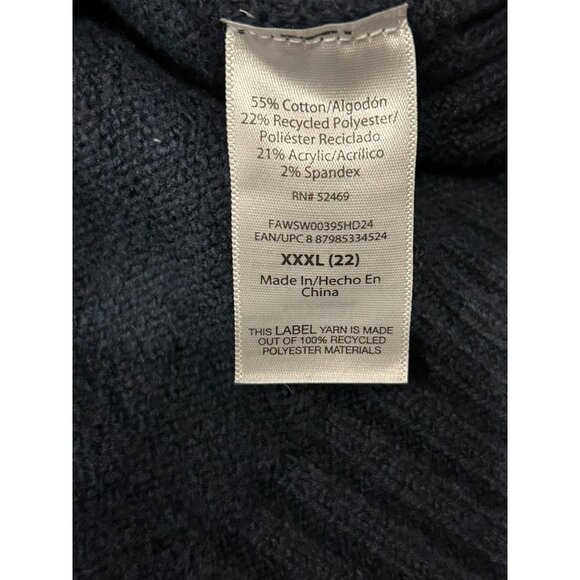 55% Cotton/Algodón
22% Recycled Polyester/
Poliéster Reciclado
21% Acrylic/Acrílico
2% Spandex
RN# 52469
FAWSW00395HD24
EAN/UPC 8 87985334524
XXXL (22)
Made In/Hecho En
China
THIS LABEL YARN IS MADE
OUT OF 100% RECYCLED
POLYESTER MATERIALS